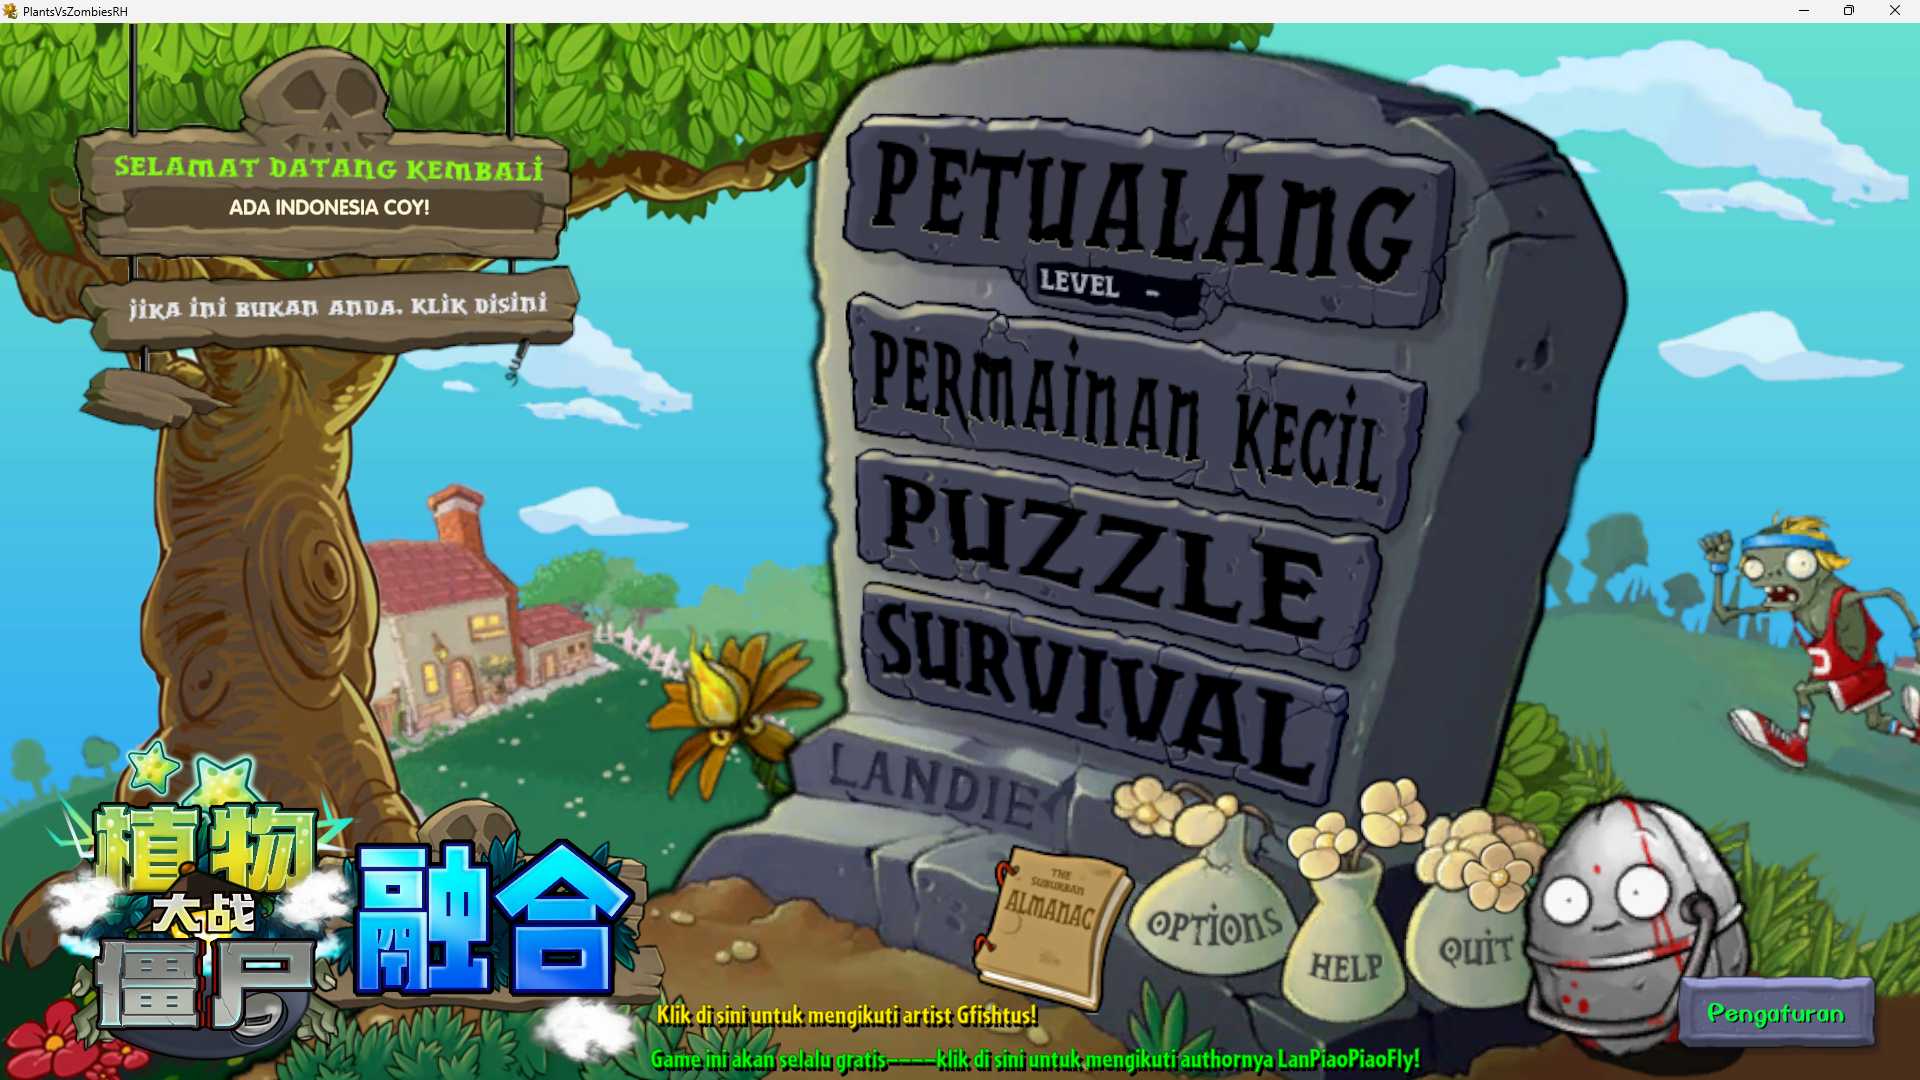 PlantsVsZombiesRH
SELAMAT DATANG KEMBALI
ADA INDONESIA COY!
JIKA INI BUKAN ANDA. KLIK DISINI
PETUALANG
LEVEL -
PERMAINAN KECIL
PUZZLE
SURVIVAL
LANDIE
植物
大战
僵尸
融合
THE
SUBURBAN
ALMANAC
OPTIONS
HELP
QUIT
Pengaturan
Klik di sini untuk mengikuti artist Gfishtus!
Game ini akan selalu gratis----klik di sini untuk mengikuti authornya LanPiaoPiaoFly!